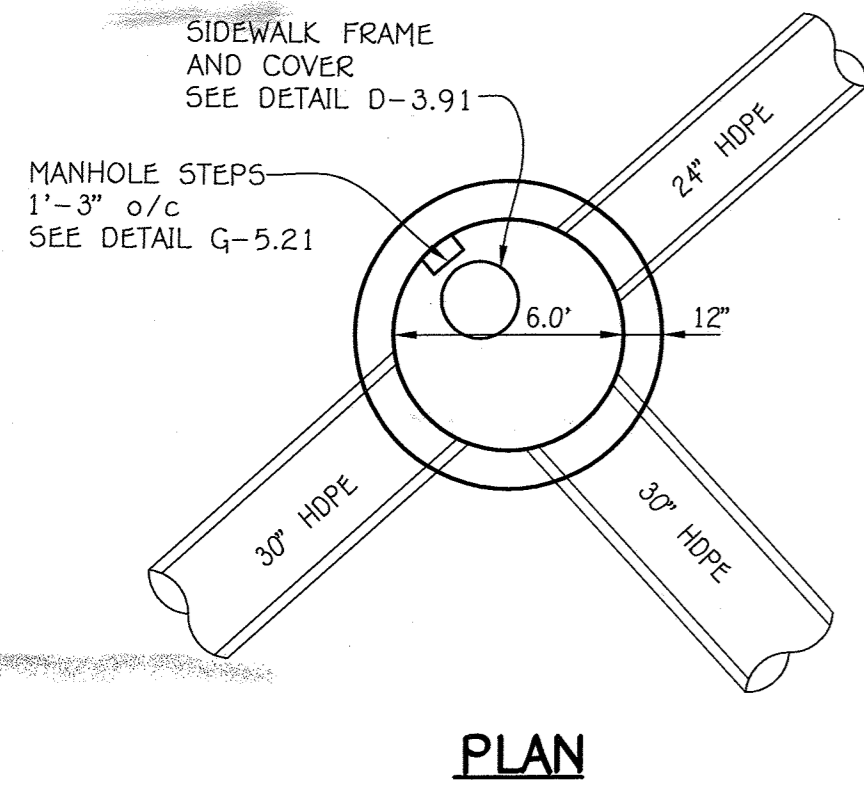 SIDEWALK FRAME
AND COVER
SEE DETAIL D-3.91
MANHOLE STEPS
1'-3" o/c
SEE DETAIL G-5.21
24" HDPE
6.0'
12"
30" HDPE
30" HDPE
PLAN